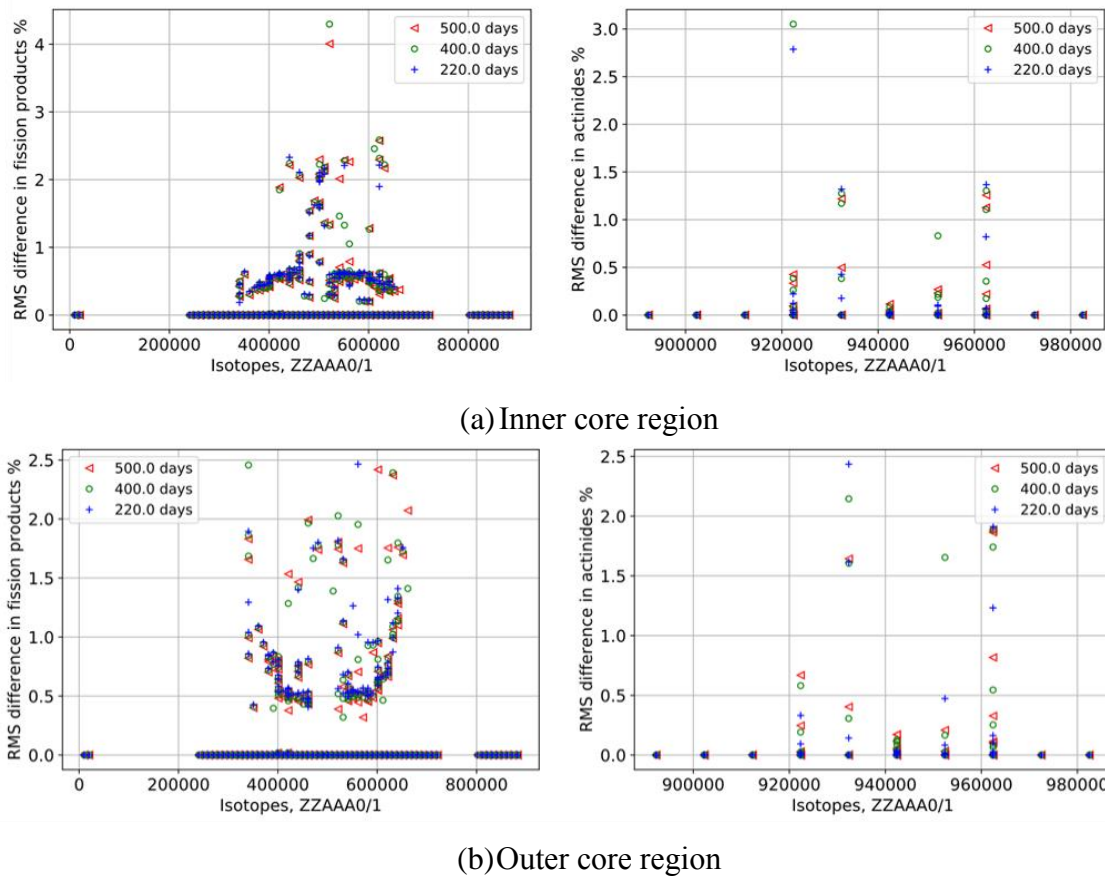 RMS difference in fission products %
4
3
2
1
0
500.0 days
400.0 days
220.0 days
0 200000 400000 600000 800000
Isotopes, ZZAAA0/1
RMS difference in actinides %
3.0
2.5
2.0
1.5
1.0
0.5
0.0
500.0 days
400.0 days
220.0 days
900000 920000 940000 960000 980000
Isotopes, ZZAAA0/1
(a) Inner core region
RMS difference in fission products %
2.5
2.0
1.5
1.0
0.5
0.0
500.0 days
400.0 days
220.0 days
0 200000 400000 600000 800000
Isotopes, ZZAAA0/1
RMS difference in actinides %
2.5
2.0
1.5
1.0
0.5
0.0
500.0 days
400.0 days
220.0 days
900000 920000 940000 960000 980000
Isotopes, ZZAAA0/1
(b) Outer core region